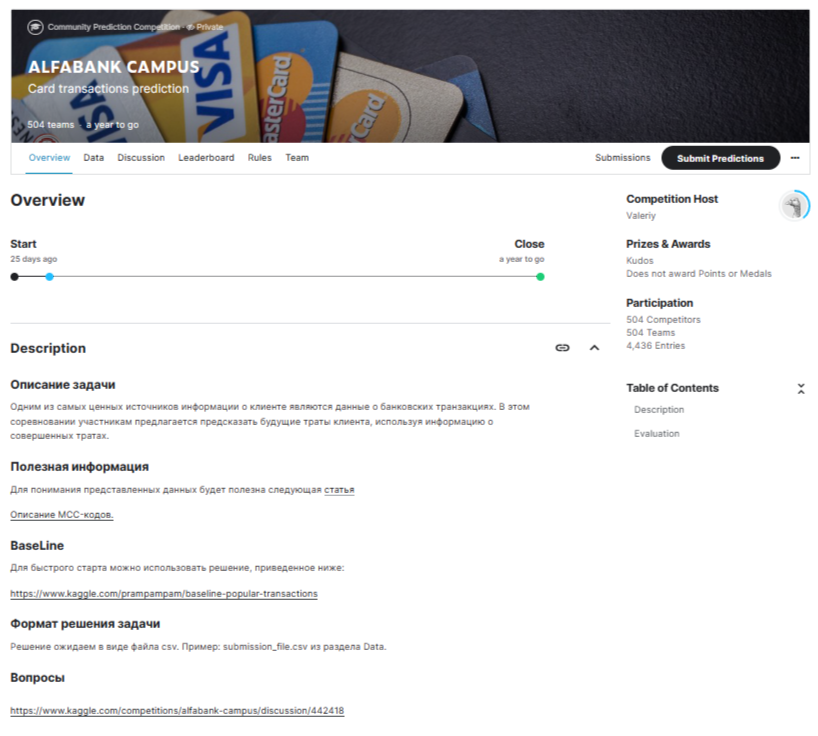 Community Prediction Competition · Private
ALFABANK CAMPUS
Card transactions prediction
504 teams · a year to go
VISA
VISA
MasterCard
Card
Overview Data Discussion Leaderboard Rules Team Submissions Submit Predictions
Overview
Start
25 days ago
Close
a year to go
Description
Описание задачи
Одним из самых ценных источников информации о клиенте являются данные о банковских транзакциях. В этом
соревновании участникам предлагается предсказать будущие траты клиента, используя информацию о
совершенных тратах.
Полезная информация
Для понимания представленных данных будет полезна следующая статья
Описание МСС-кодов.
BaseLine
Для быстрого старта можно использовать решение, приведенное ниже:
https://www.kaggle.com/prampampam/baseline-popular-transactions
Формат решения задачи
Решение ожидаем в виде файла csv. Пример: submission_file.csv из раздела Data.
Вопросы
https://www.kaggle.com/competitions/alfabank-campus/discussion/442418
Competition Host
Valeriy
Prizes & Awards
Kudos
Does not award Points or Medals
Participation
504 Competitors
504 Teams
4,436 Entries
Table of Contents
Description
Evaluation